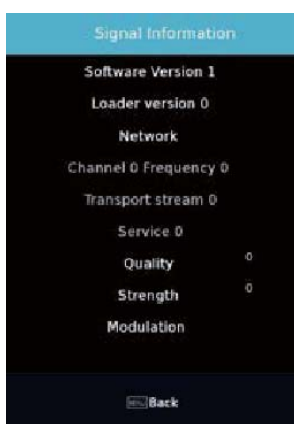 Signal Information
Software Version 1
Loader version 0
Network
Channel 0 Frequency 0
Transport stream 0
Service 0
Quality 0
Strength 0
Modulation
MENU Back